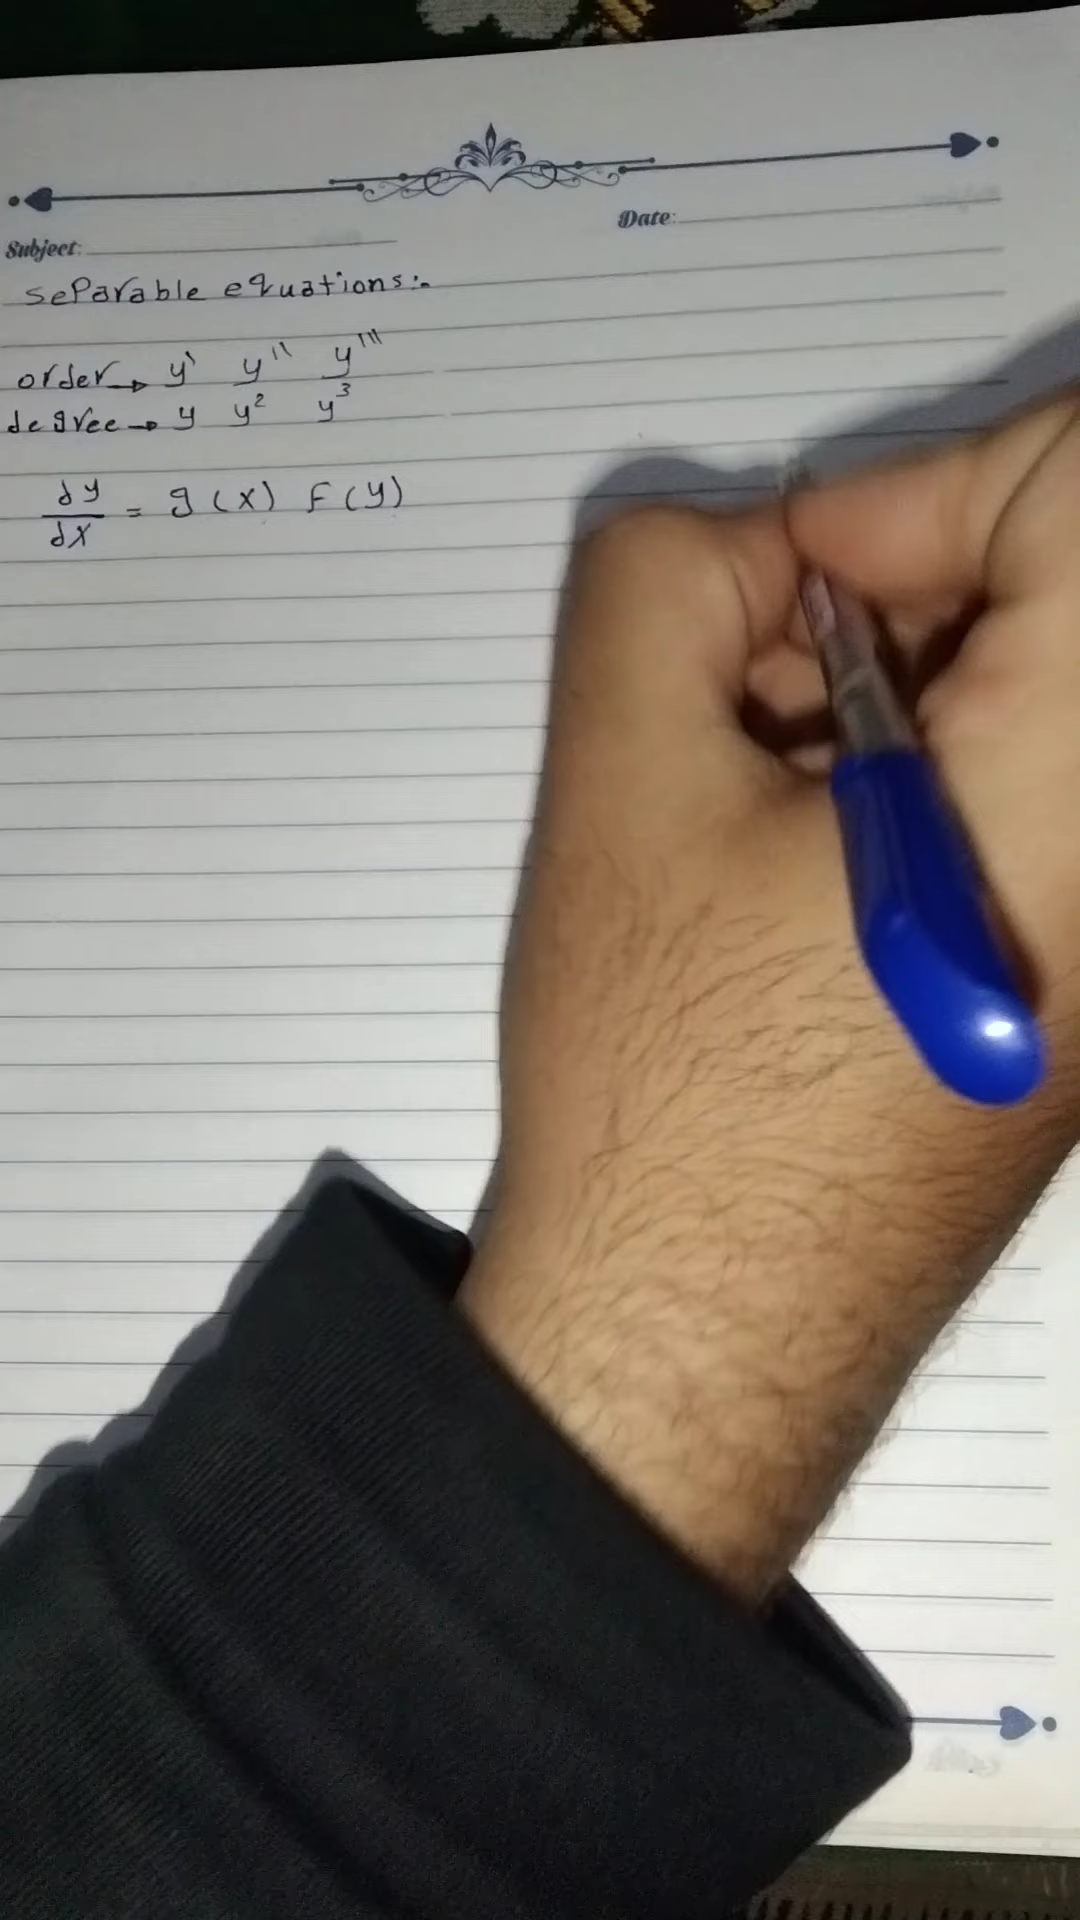 Subject:
Date:
Separable equations:-
order → y` y'' y'''
degree → y y² y³
dy/dx = g(x) F(y)